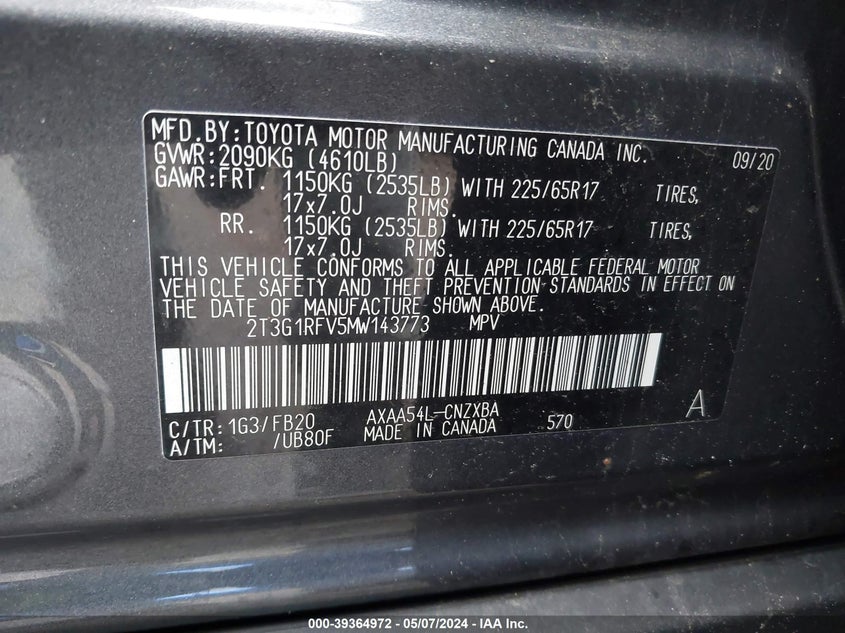 MFD.BY:TOYOTA MOTOR MANUFACTURING CANADA INC. 09/20
GVWR:2090KG (4610LB)
GAWR:FRT. 1150KG (2535LB) WITH 225/65R17 TIRES,
17x7.0J RIMS.
RR. 1150KG (2535LB) WITH 225/65R17 TIRES,
17x7.0J RIMS.
THIS VEHICLE CONFORMS TO ALL APPLICABLE FEDERAL MOTOR
VEHICLE SAFETY AND THEFT PREVENTION STANDARDS IN EFFECT ON
THE DATE OF MANUFACTURE SHOWN ABOVE.
2T3G1RFV5MW143773 MPV
C/TR: 1G3/FB20 AXAA54L-CNZXBA 570 A
A/TM: /UB80F MADE IN CANADA
000-39364972 - 05/07/2024 - IAA Inc.